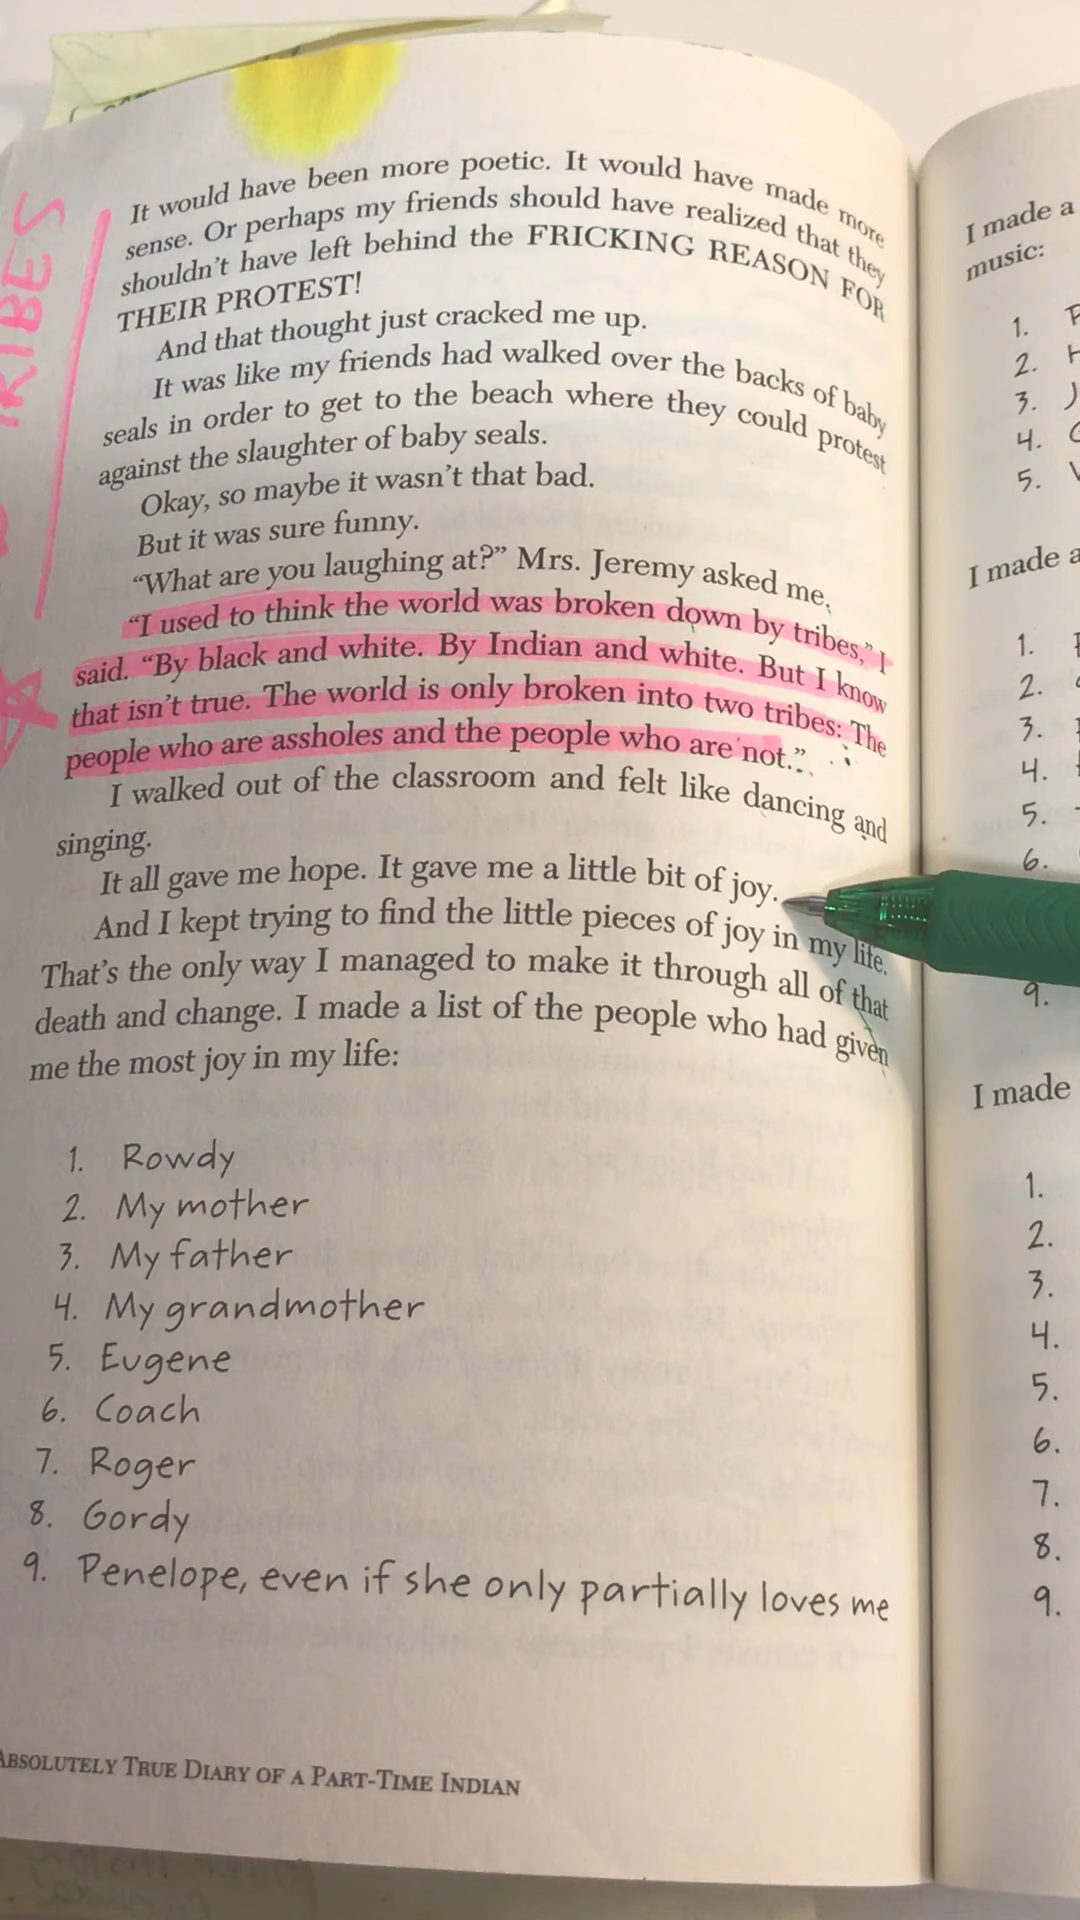 TRIBES
It would have been more poetic. It would have made more
sense. Or perhaps my friends should have realized that they
shouldn't have left behind the FRICKING REASON FOR
THEIR PROTEST!
And that thought just cracked me up.
It was like my friends had walked over the backs of baby
seals in order to get to the beach where they could protest
against the slaughter of baby seals.
Okay, so maybe it wasn't that bad.
But it was sure funny.
"What are you laughing at?" Mrs. Jeremy asked me.
"I used to think the world was broken down by tribes," I
said. "By black and white. By Indian and white. But I know
that isn't true. The world is only broken into two tribes: The
people who are assholes and the people who are not."
I walked out of the classroom and felt like dancing and
singing.
It all gave me hope. It gave me a little bit of joy.
And I kept trying to find the little pieces of joy in my life.
That's the only way I managed to make it through all of that
death and change. I made a list of the people who had given
me the most joy in my life:
1. Rowdy
2. My mother
3. My father
4. My grandmother
5. Eugene
6. Coach
7. Roger
8. Gordy
9. Penelope, even if she only partially loves me
ABSOLUTELY TRUE DIARY OF A PART-TIME INDIAN
I made a
music:
1.
2.
3.
4.
5.
I made a
1.
2.
3.
4.
5.
6.
9.
I made
1.
2.
3.
4.
5.
6.
7.
8.
9.